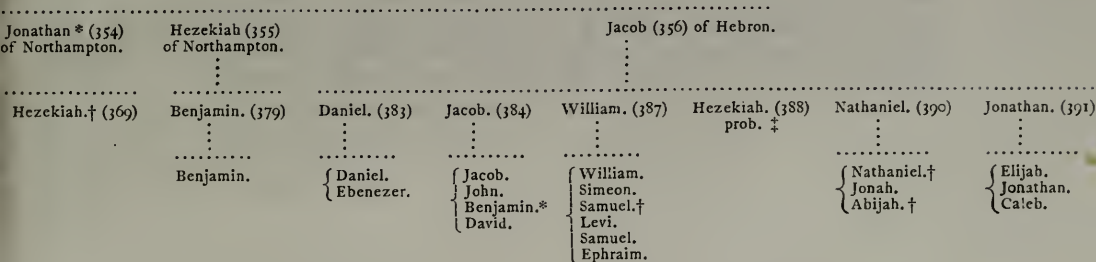 Jonathan * (354)
of Northampton.
Hezekiah (355)
of Northampton.
Jacob (356) of Hebron.
Hezekiah.† (369)
Benjamin. (379)
Daniel. (383)
Jacob. (384)
William. (387)
Hezekiah. (388)
prob. ‡
Nathaniel. (390)
Jonathan. (391)
Benjamin.
Daniel.
Ebenezer.
Jacob.
John.
Benjamin.*
David.
William.
Simeon.
Samuel.†
Levi.
Samuel.
Ephraim.
Nathaniel.†
Jonah.
Abijah.†
Elijah.
Jonathan.
Caleb.